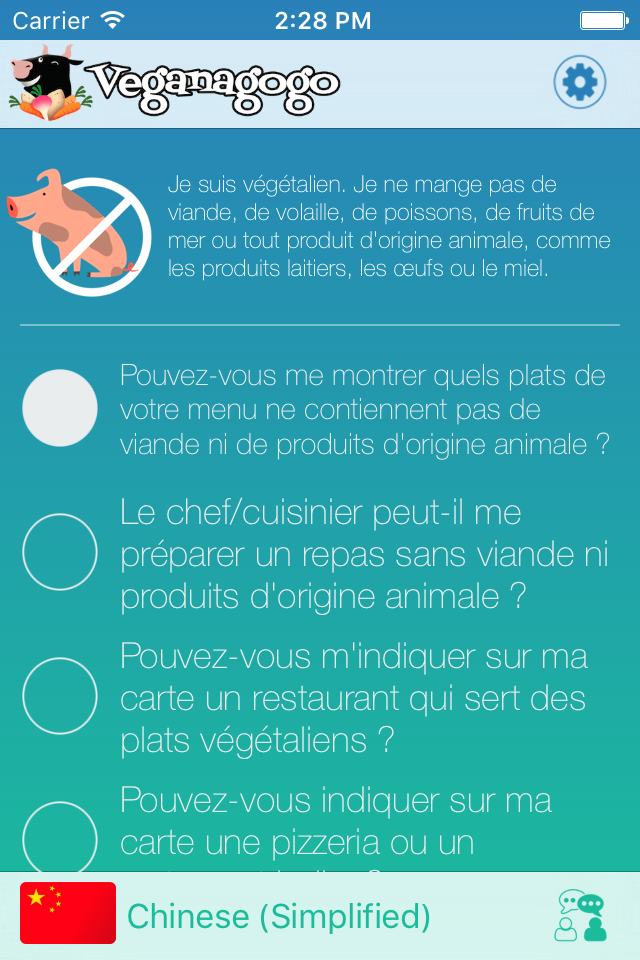 Carrier
2:28 PM
Veganagogo
Je suis végétalien. Je ne mange pas de
viande, de volaille, de poissons, de fruits de
mer ou tout produit d'origine animale, comme
les produits laitiers, les œufs ou le miel.
Pouvez-vous me montrer quels plats de
votre menu ne contiennent pas de
viande ni de produits d'origine animale ?
Le chef/cuisinier peut-il me
préparer un repas sans viande ni
produits d'origine animale ?
Pouvez-vous m'indiquer sur ma
carte un restaurant qui sert des
plats végétaliens ?
Pouvez-vous indiquer sur ma
carte une pizzeria ou un
Chinese (Simplified)